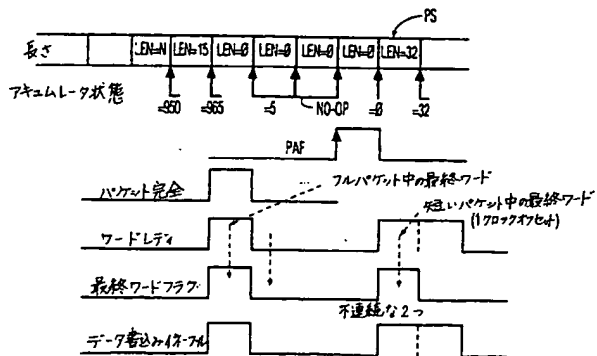 PS
長さ LEN=N LEN=15 LEN=0 LEN=0 LEN=0 LEN=0 LEN=32
アキュムレータ状態
=950 =965 =5 NO-OP =0 =32
PAF
パケット完全
フルパケット中の最終ワード
短いパケット中の最終ワード
(1クロックオフセット)
ワードレディ
最終ワードフラグ
不連続な2つ
データ書込みイネーブル